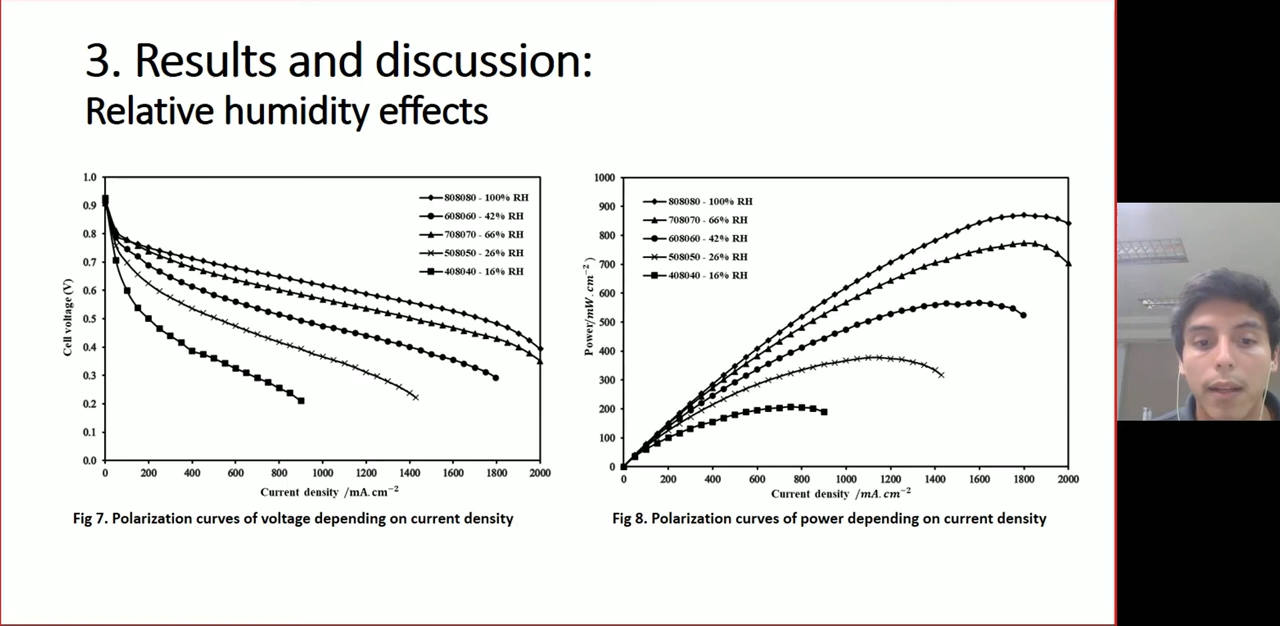 3. Results and discussion:
Relative humidity effects
1.0
0.9
0.8
0.7
0.6
0.5
0.4
0.3
0.2
0.1
0.0
Cell voltage (V)
808080 - 100% RH
608060 - 42% RH
708070 - 66% RH
508050 - 26% RH
408040 - 16% RH
0 200 400 600 800 1000 1200 1400 1600 1800 2000
Current density /mA.cm⁻²
Fig 7. Polarization curves of voltage depending on current density
1000
900
800
700
600
500
400
300
200
100
0
Power/mW.cm⁻²)
808080 - 100% RH
708070 - 66% RH
608060 - 42% RH
508050 - 26% RH
408040 - 16% RH
0 200 400 600 800 1000 1200 1400 1600 1800 2000
Current density /mA.cm⁻²
Fig 8. Polarization curves of power depending on current density